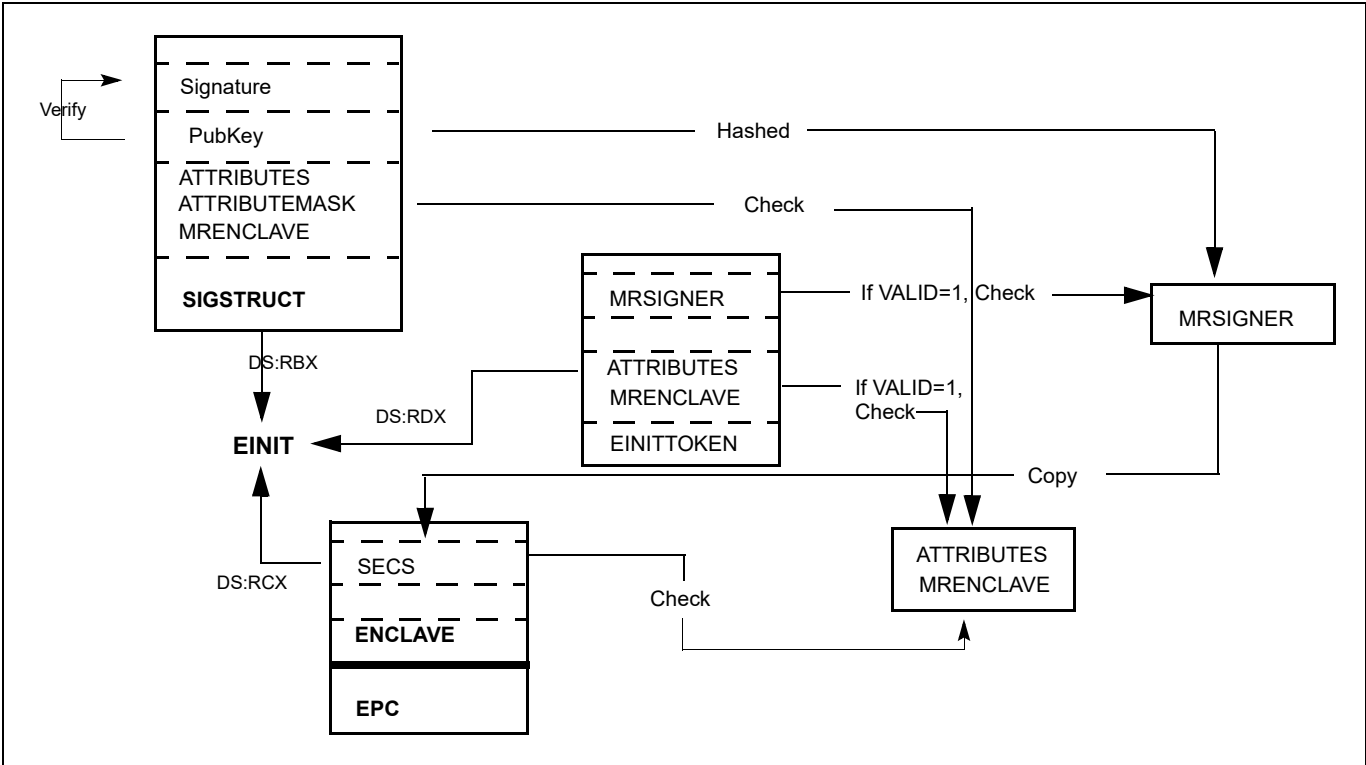 Signature
Verify
PubKey
Hashed
ATTRIBUTES
ATTRIBUTEMASK
MRENCLAVE
Check
SIGSTRUCT
MRSIGNER
If VALID=1, Check
MRSIGNER
DS:RBX
ATTRIBUTES
MRENCLAVE
If VALID=1,
Check
DS:RDX
EINIT
EINITTOKEN
Copy
SECS
DS:RCX
ENCLAVE
EPC
Check
ATTRIBUTES
MRENCLAVE